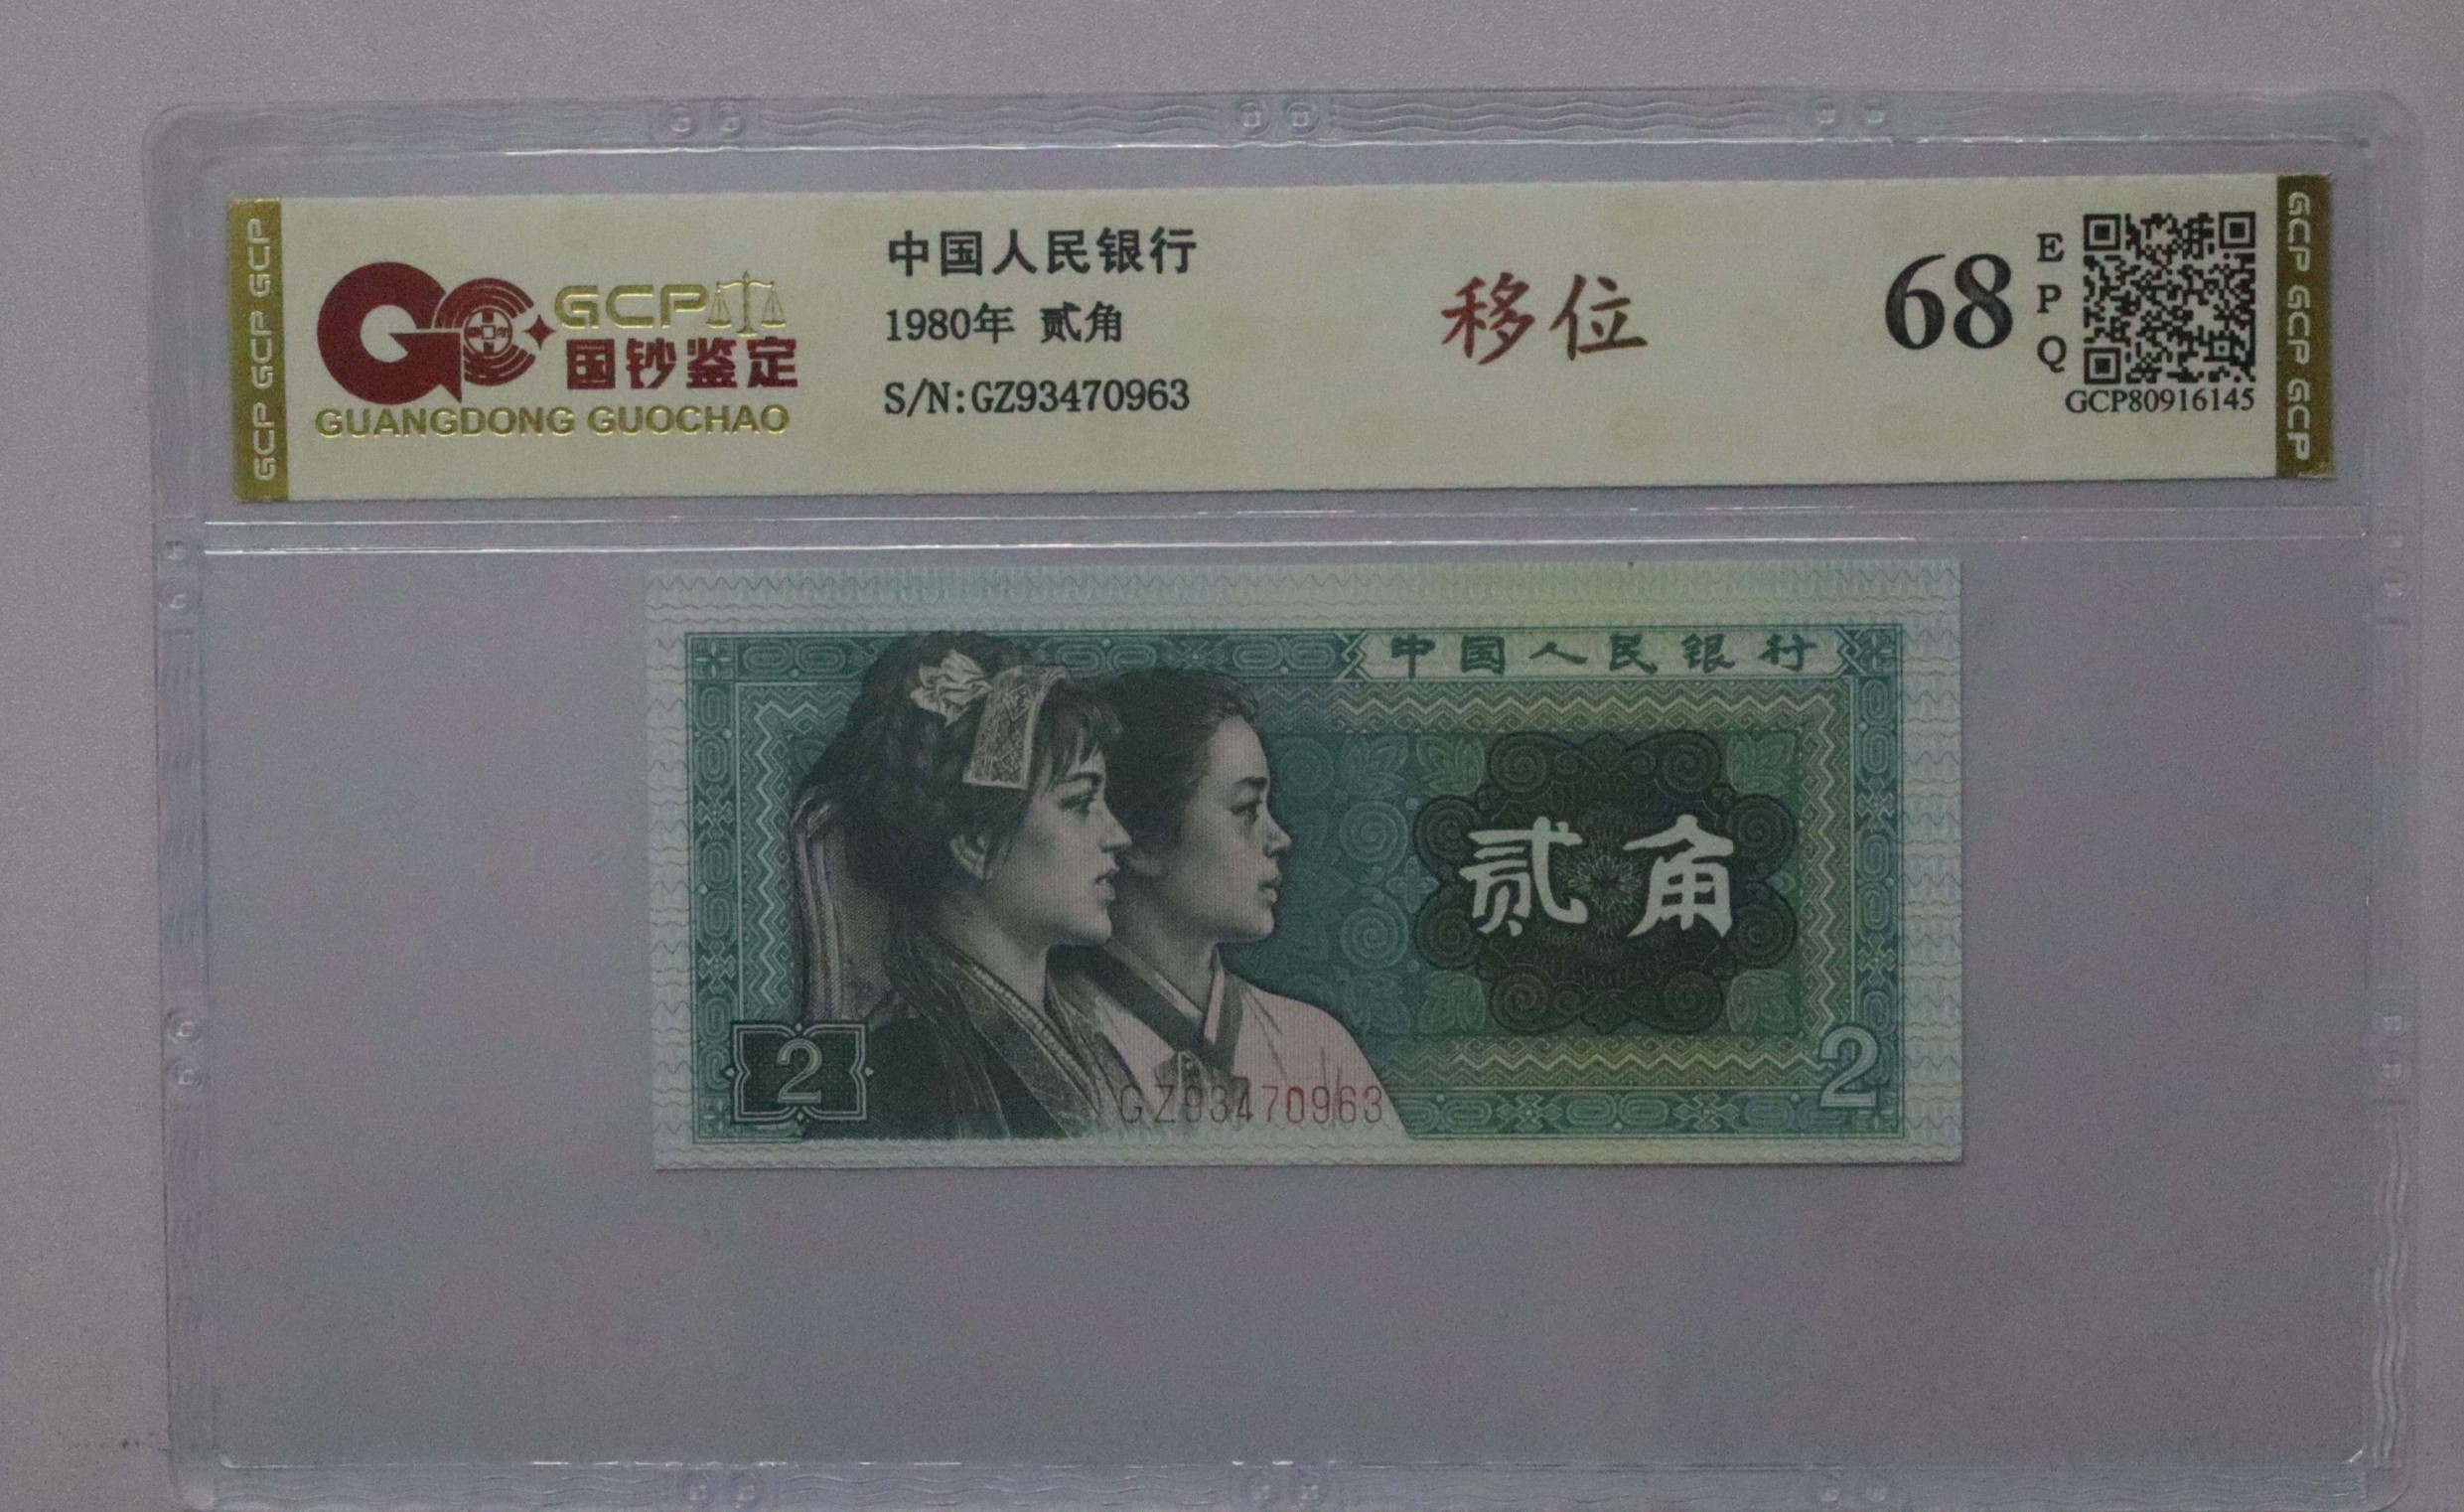 GCP GCP GCP
GCP
国钞鉴定
GUANGDONG GUOCHAO
中国人民银行
1980年 贰角
S/N:GZ93470963
移位
68
E
P
Q
GCP80916145
GCP GCP GCP
中国人民银行
贰角
2
GZ93470963
2